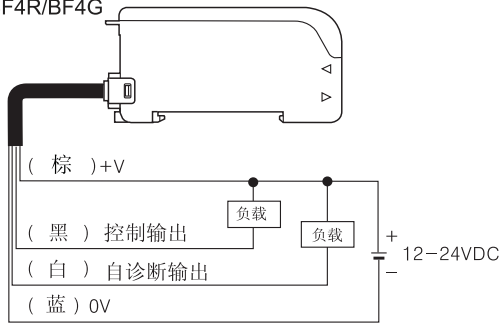 F4R/BF4G
( 棕 )+V
负载
( 黑 ) 控制输出
负载
+
12-24VDC
( 白 ) 自诊断输出
-
( 蓝 ) 0V